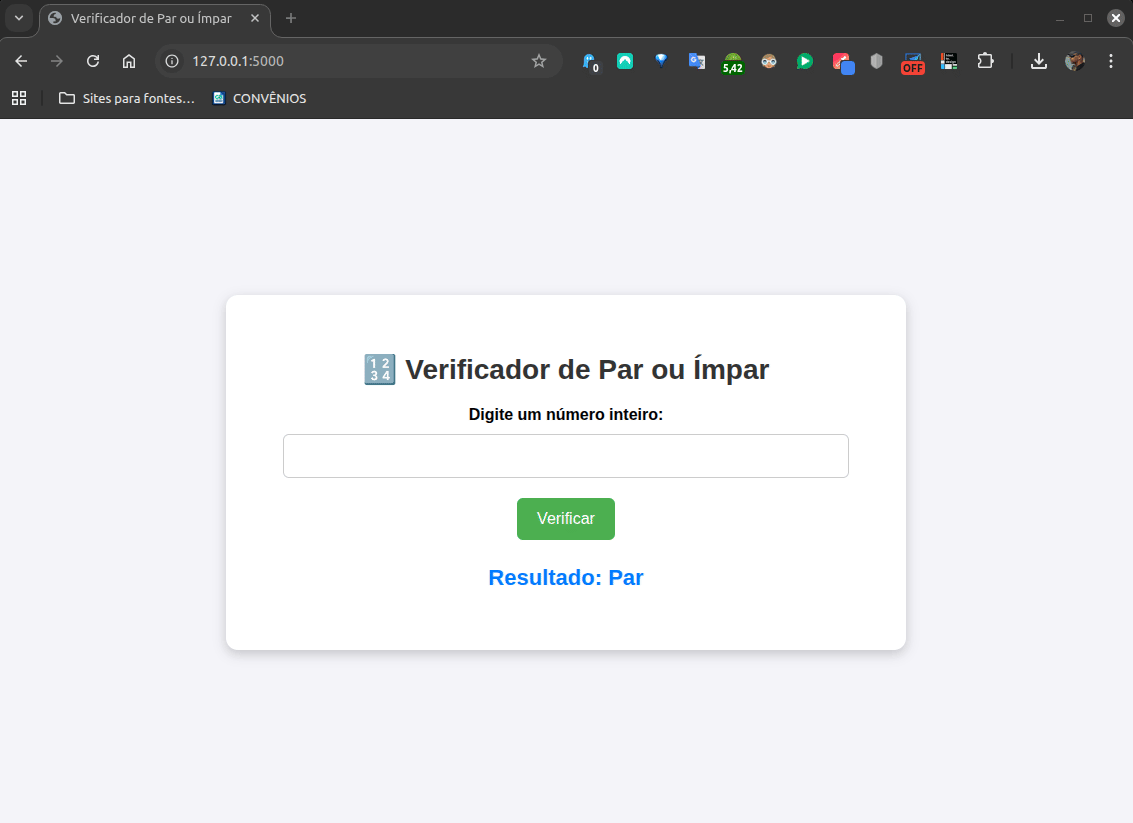 Verificador de Par ou Ímpar
127.0.0.1:5000
0
5,42
OFF
Sites para fontes…
CONVÊNIOS
🔢 Verificador de Par ou Ímpar
Digite um número inteiro:
Verificar
Resultado: Par